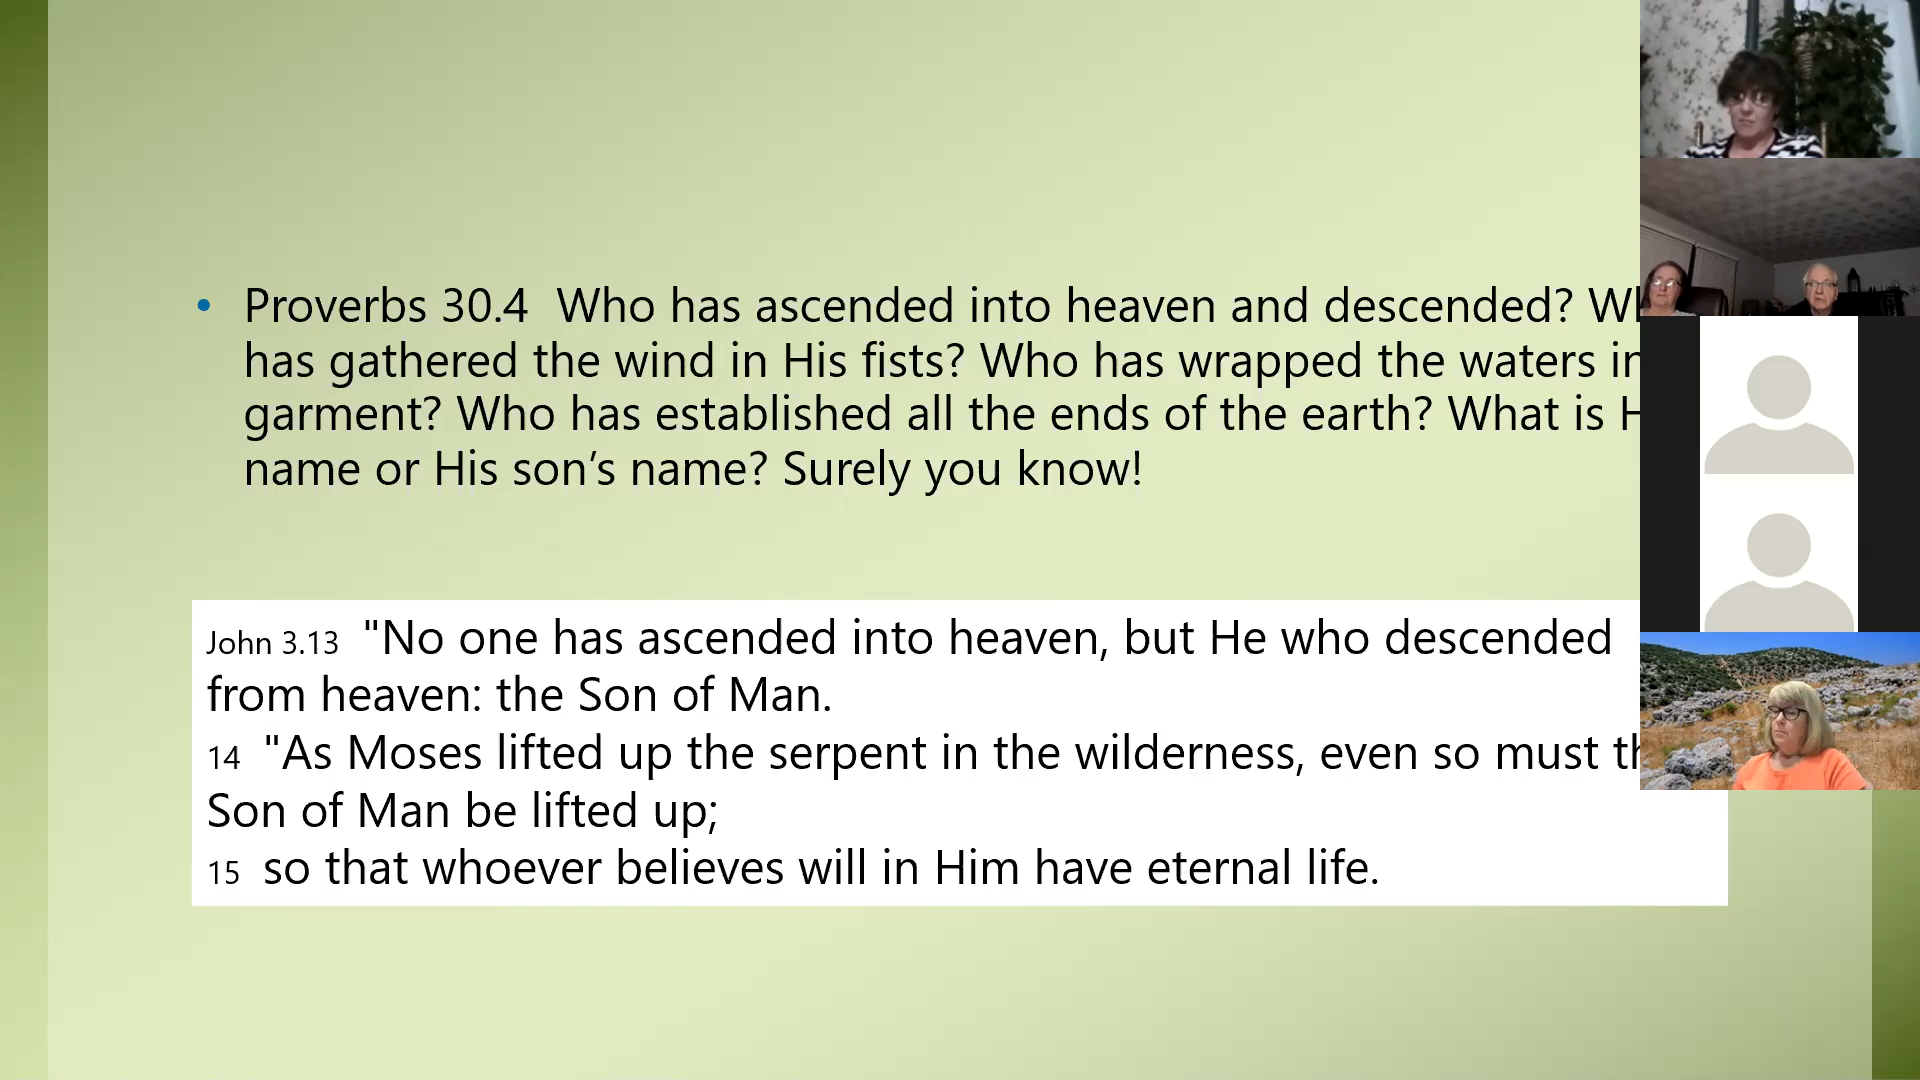 • Proverbs 30.4 Who has ascended into heaven and descended?
has gathered the wind in His fists? Who has wrapped the waters
garment? Who has established all the ends of the earth? What is
name or His son’s name? Surely you know!
John 3.13 "No one has ascended into heaven, but He who descended
from heaven: the Son of Man.
14 "As Moses lifted up the serpent in the wilderness, even so must
Son of Man be lifted up;
15 so that whoever believes will in Him have eternal life.